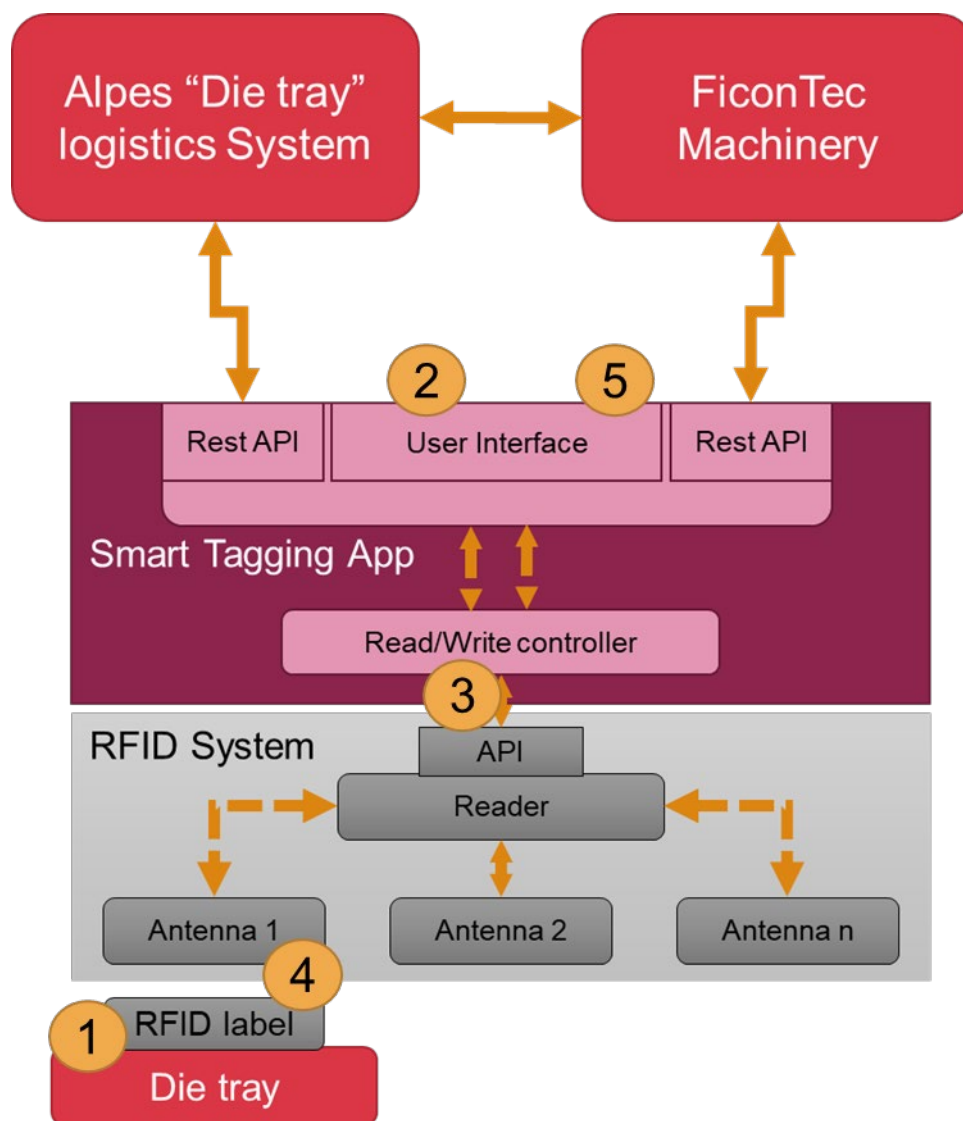 Alpes “Die tray”
logistics System
FiconTec
Machinery
2
5
Rest API
User Interface
Rest API
Smart Tagging App
Read/Write controller
3
RFID System
API
Reader
Antenna 1
Antenna 2
Antenna n
4
1
RFID label
Die tray